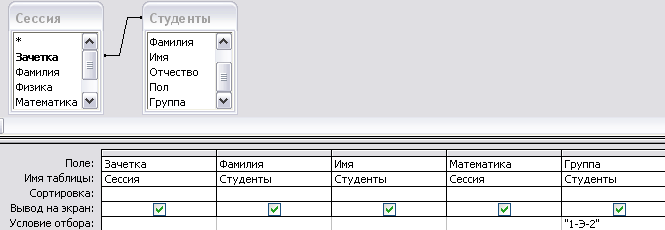 Сессия Студенты
*
Зачетка
Фамилия
Физика
Математика
Фамилия
Имя
Отчество
Пол
Группа
Поле: Зачетка Фамилия Имя Математика Группа
Имя таблицы: Сессия Студенты Студенты Сессия Студенты
Сортировка:
Вывод на экран:
Условие отбора: "1-Э-2"